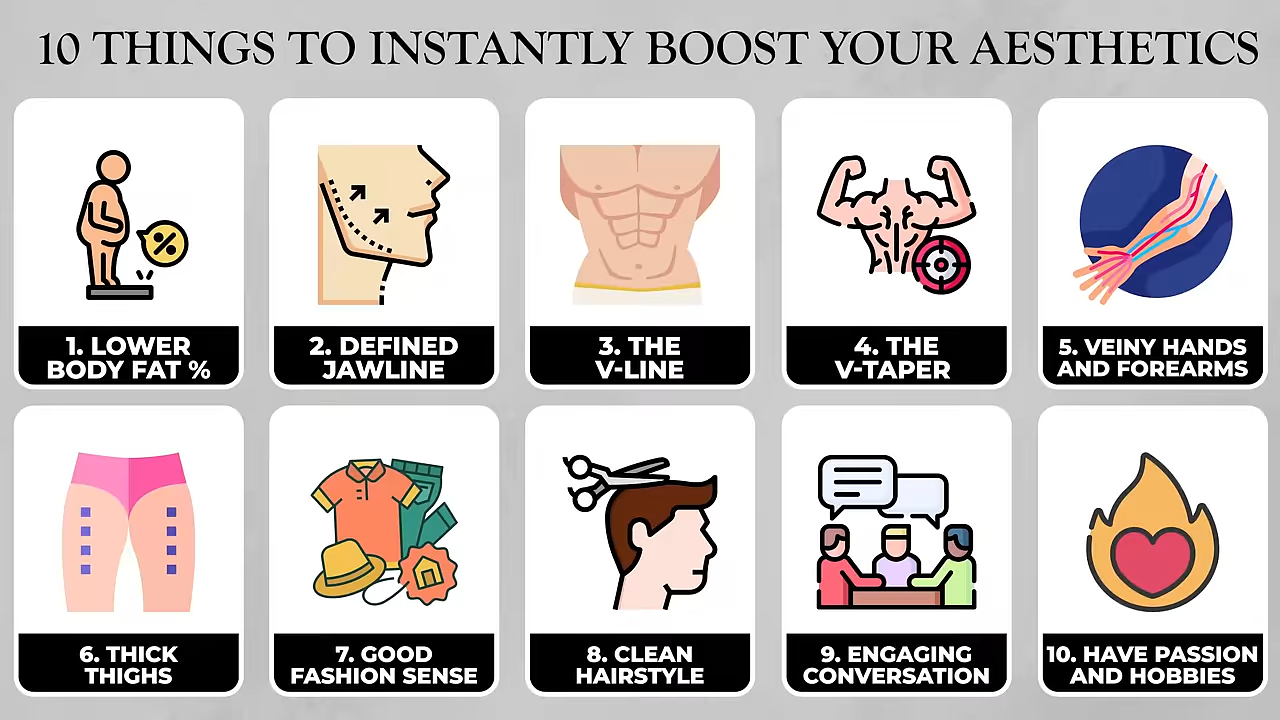 10 THINGS TO INSTANTLY BOOST YOUR AESTHETICS
1. LOWER
BODY FAT %
2. DEFINED
JAWLINE
3. THE
V-LINE
4. THE
V-TAPER
5. VEINY HANDS
AND FOREARMS
6. THICK
THIGHS
7. GOOD
FASHION SENSE
8. CLEAN
HAIRSTYLE
9. ENGAGING
CONVERSATION
10. HAVE PASSION
AND HOBBIES